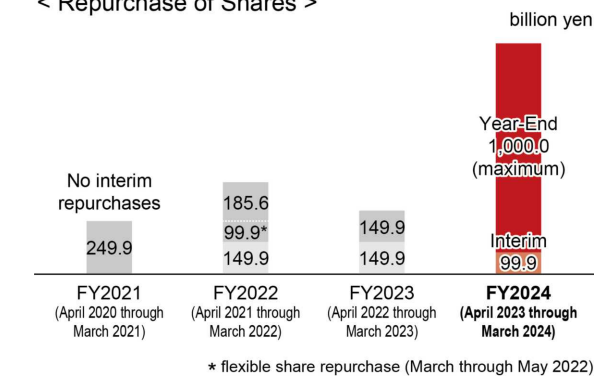 < Repurchase of Shares >
billion yen
Year-End
1,000.0
(maximum)
No interim
repurchases
185.6
99.9*
149.9
249.9
149.9
149.9
Interim
99.9
FY2021
(April 2020 through
March 2021)
FY2022
(April 2021 through
March 2022)
FY2023
(April 2022 through
March 2023)
FY2024
(April 2023 through
March 2024)
* flexible share repurchase (March through May 2022)